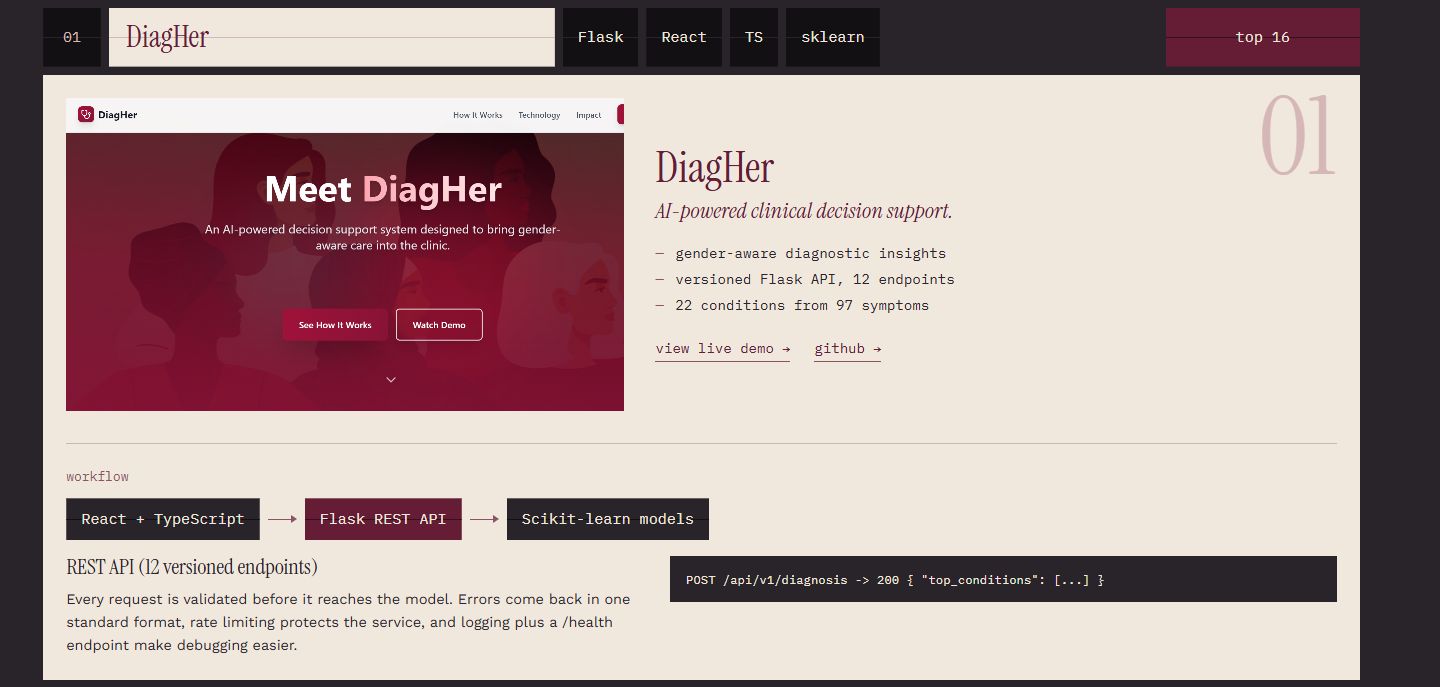 01
DiagHer
Flask
React
TS
sklearn
top 16
DiagHer
How It Works
Technology
Impact
Meet DiagHer
An AI-powered decision support system designed to bring gender-
aware care into the clinic.
See How It Works
Watch Demo
01
DiagHer
AI-powered clinical decision support.
— gender-aware diagnostic insights
— versioned Flask API, 12 endpoints
— 22 conditions from 97 symptoms
view live demo →
github →
workflow
React + TypeScript
Flask REST API
Scikit-learn models
REST API (12 versioned endpoints)
Every request is validated before it reaches the model. Errors come back in one
standard format, rate limiting protects the service, and logging plus a /health
endpoint make debugging easier.
POST /api/v1/diagnosis -> 200 { "top_conditions": [...] }